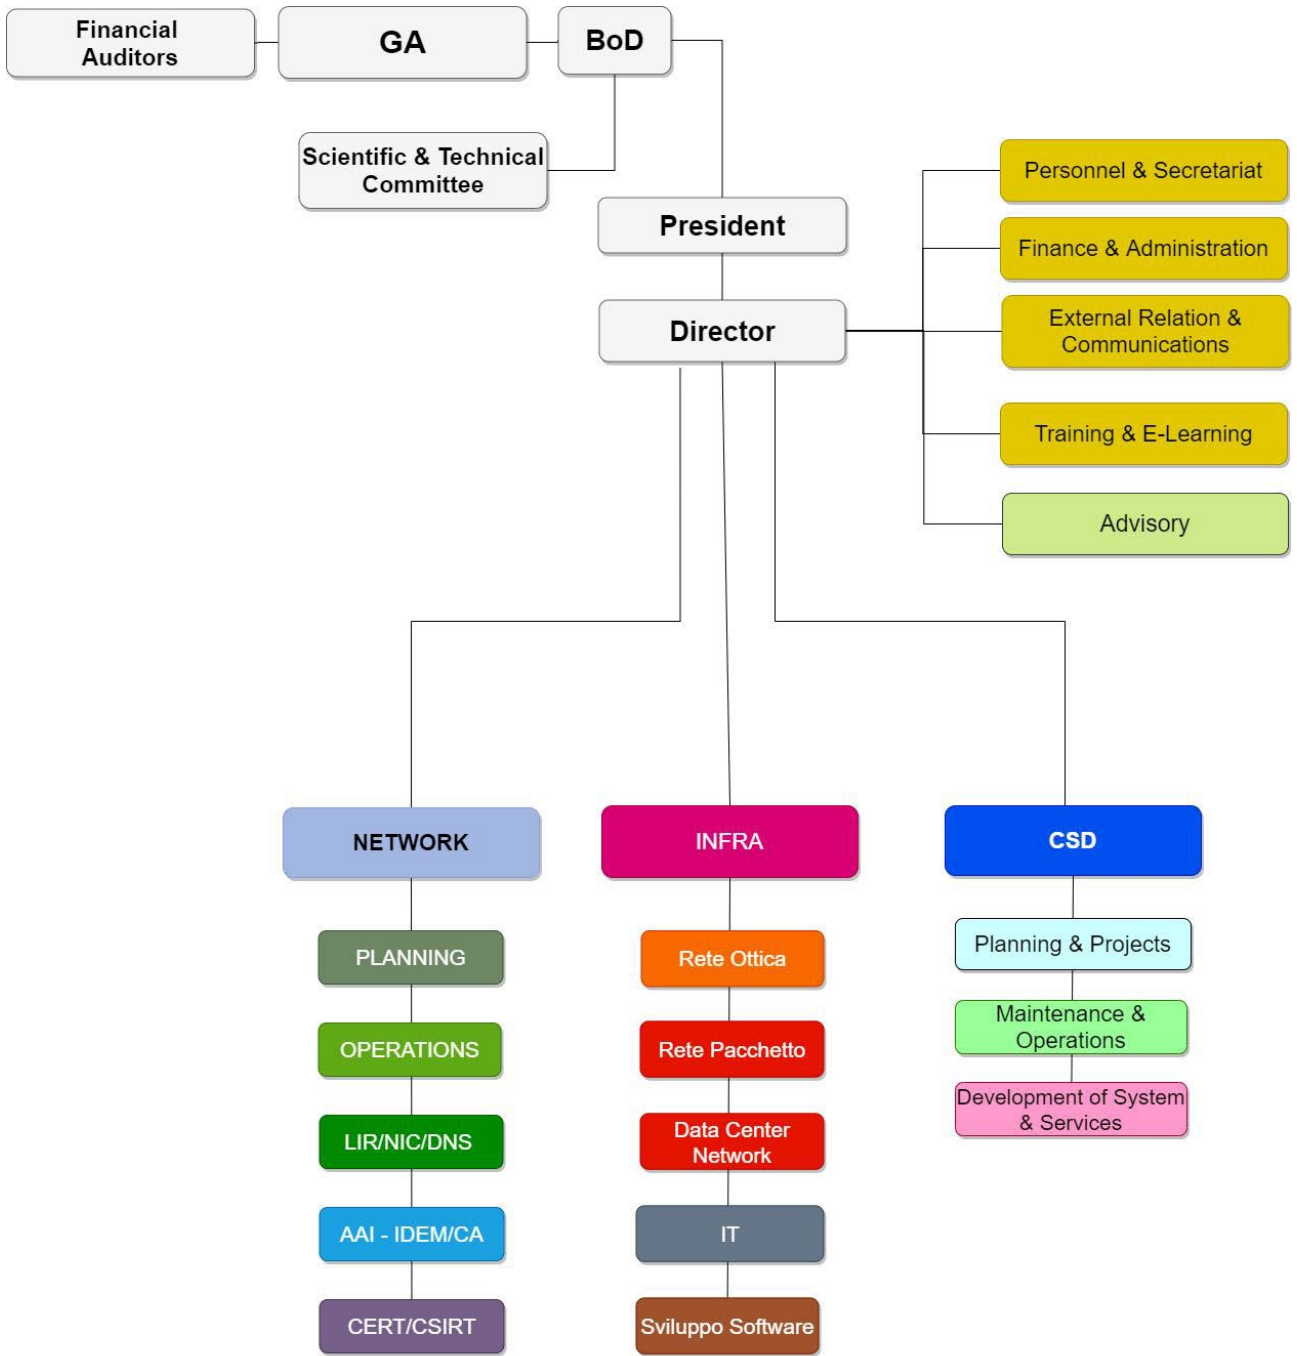 Financial
Auditors
GA
BoD
Scientific & Technical
Committee
President
Director
Personnel & Secretariat
Finance & Administration
External Relation &
Communications
Training & E-Learning
Advisory
NETWORK
PLANNING
OPERATIONS
LIR/NIC/DNS
AAI - IDEM/CA
CERT/CSIRT
INFRA
Rete Ottica
Rete Pacchetto
Data Center
Network
IT
Sviluppo Software
CSD
Planning & Projects
Maintenance &
Operations
Development of System
& Services